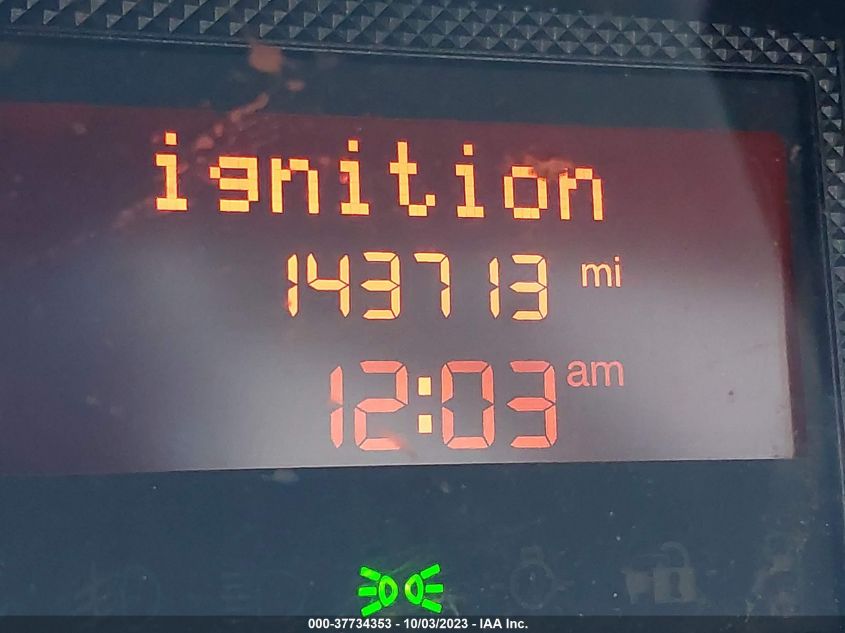 ignition
143713 mi
12:03 am
000-37734353 - 10/03/2023 - IAA Inc.